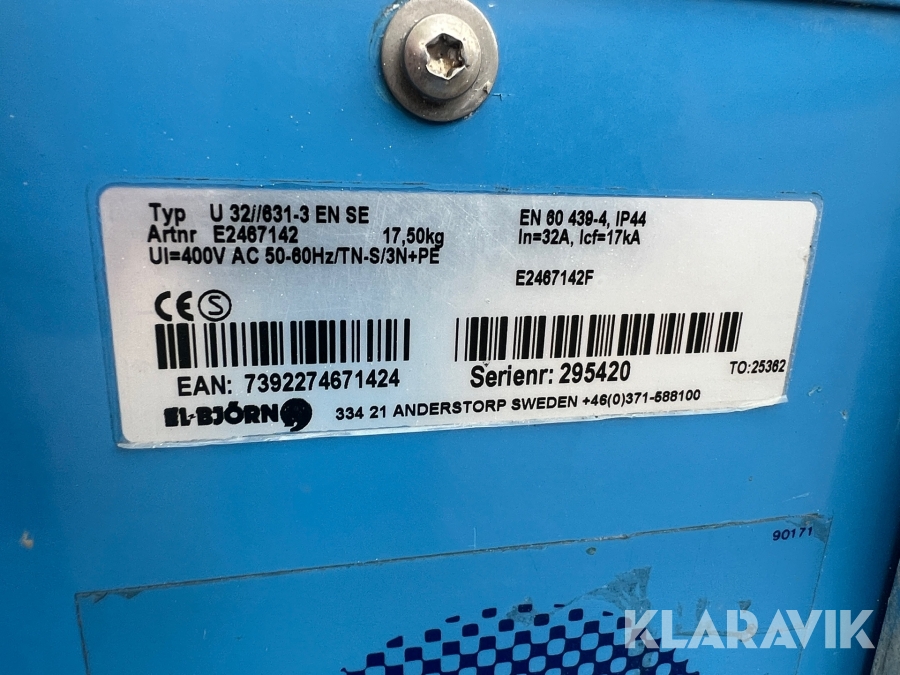 Typ U 32//631-3 EN SE
Artnr E2467142 17,50kg
UI=400V AC 50-60Hz/TN-S/3N+PE
EN 60 439-4, IP44
In=32A, Icf=17kA
E2467142F
CE S
EAN: 7392274671424
Serienr: 295420
TO:25362
EL-BJÖRN
334 21 ANDERSTORP SWEDEN +46(0)371-588100
90171
KLARAVIK